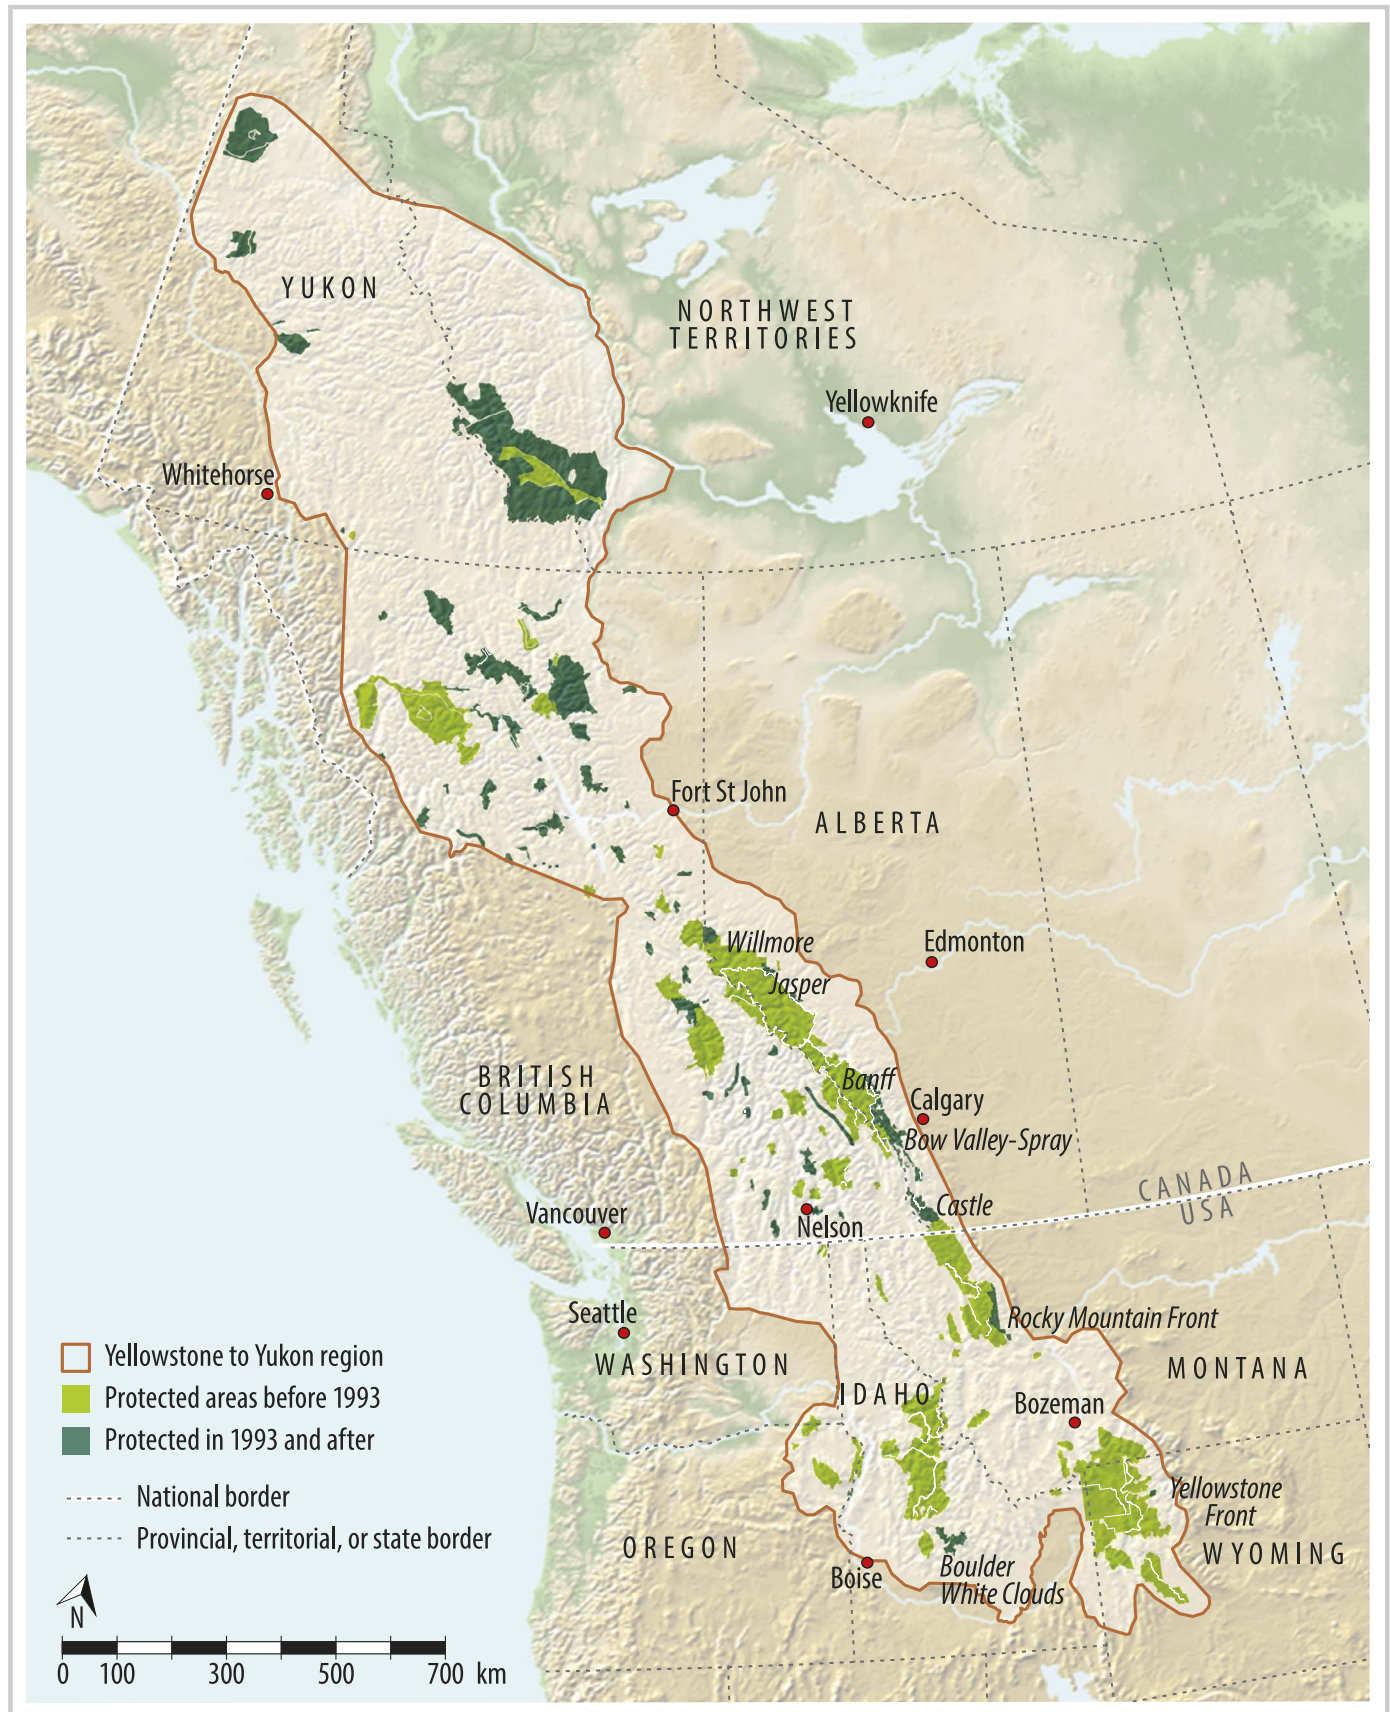 YUKON
NORTHWEST
TERRITORIES
Yellowknife
Whitehorse
Fort St John
ALBERTA
Willmore
Edmonton
Jasper
BRITISH
COLUMBIA
Banff
Calgary
Bow Valley-Spray
CANADA
USA
Castle
Vancouver
Nelson
Seattle
Rocky Mountain Front
WASHINGTON
MONTANA
IDAHO
Bozeman
Yellowstone
Front
OREGON
WYOMING
Boise
Boulder
White Clouds
Yellowstone to Yukon region
Protected areas before 1993
Protected in 1993 and after
National border
Provincial, territorial, or state border
N
0 100 300 500 700 km